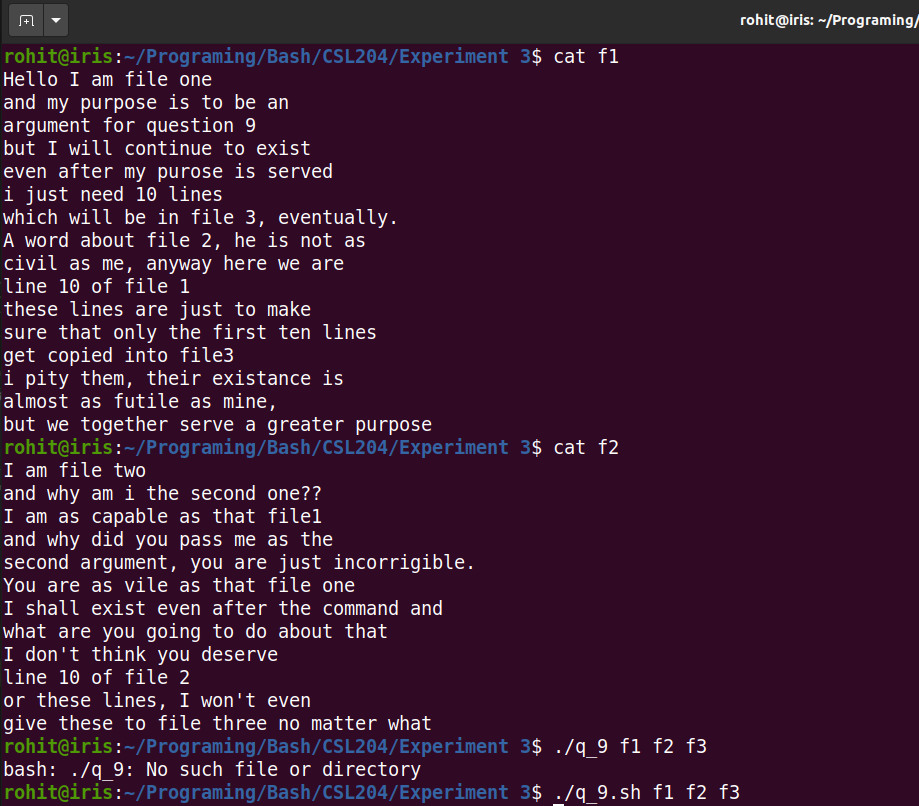 rohit@iris: ~/Programing/
rohit@iris:~/Programing/Bash/CSL204/Experiment 3$ cat f1
Hello I am file one
and my purpose is to be an
argument for question 9
but I will continue to exist
even after my purose is served
i just need 10 lines
which will be in file 3, eventually.
A word about file 2, he is not as
civil as me, anyway here we are
line 10 of file 1
these lines are just to make
sure that only the first ten lines
get copied into file3
i pity them, their existance is
almost as futile as mine,
but we together serve a greater purpose
rohit@iris:~/Programing/Bash/CSL204/Experiment 3$ cat f2
I am file two
and why am i the second one??
I am as capable as that file1
and why did you pass me as the
second argument, you are just incorrigible.
You are as vile as that file one
I shall exist even after the command and
what are you going to do about that
I don't think you deserve
line 10 of file 2
or these lines, I won't even
give these to file three no matter what
rohit@iris:~/Programing/Bash/CSL204/Experiment 3$ ./q_9 f1 f2 f3
bash: ./q_9: No such file or directory
rohit@iris:~/Programing/Bash/CSL204/Experiment 3$ ./q_9.sh f1 f2 f3